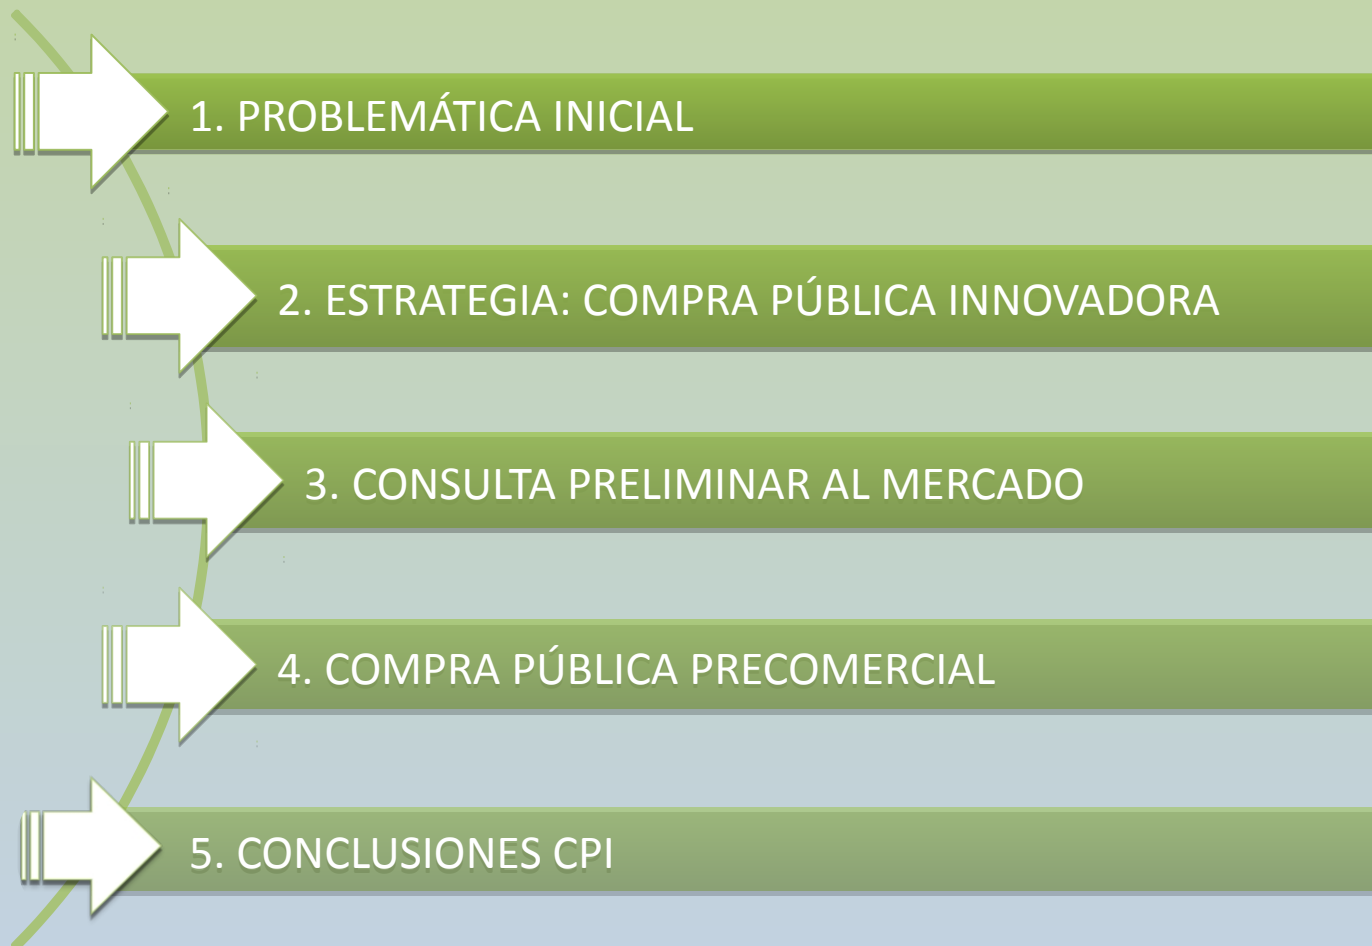 1. PROBLEMÁTICA INICIAL
2. ESTRATEGIA: COMPRA PÚBLICA INNOVADORA
3. CONSULTA PRELIMINAR AL MERCADO
4. COMPRA PÚBLICA PRECOMERCIAL
5. CONCLUSIONES CPI